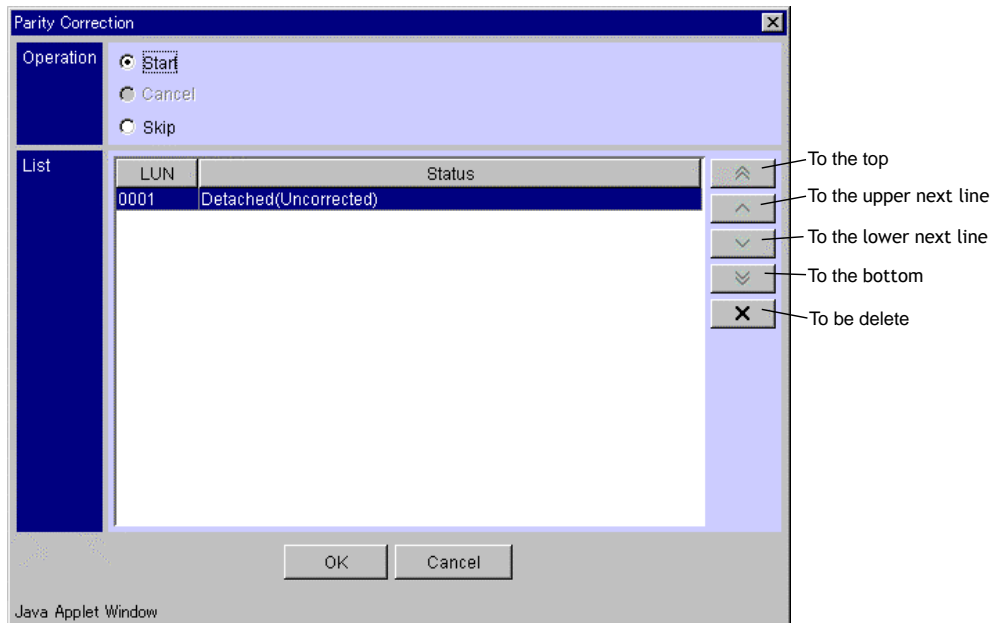 Parity Correction
Operation
Start
Cancel
Skip
List
LUN Status
0001 Detached(Uncorrected)
To the top
To the upper next line
To the lower next line
To the bottom
To be delete
OK Cancel
Java Applet Window